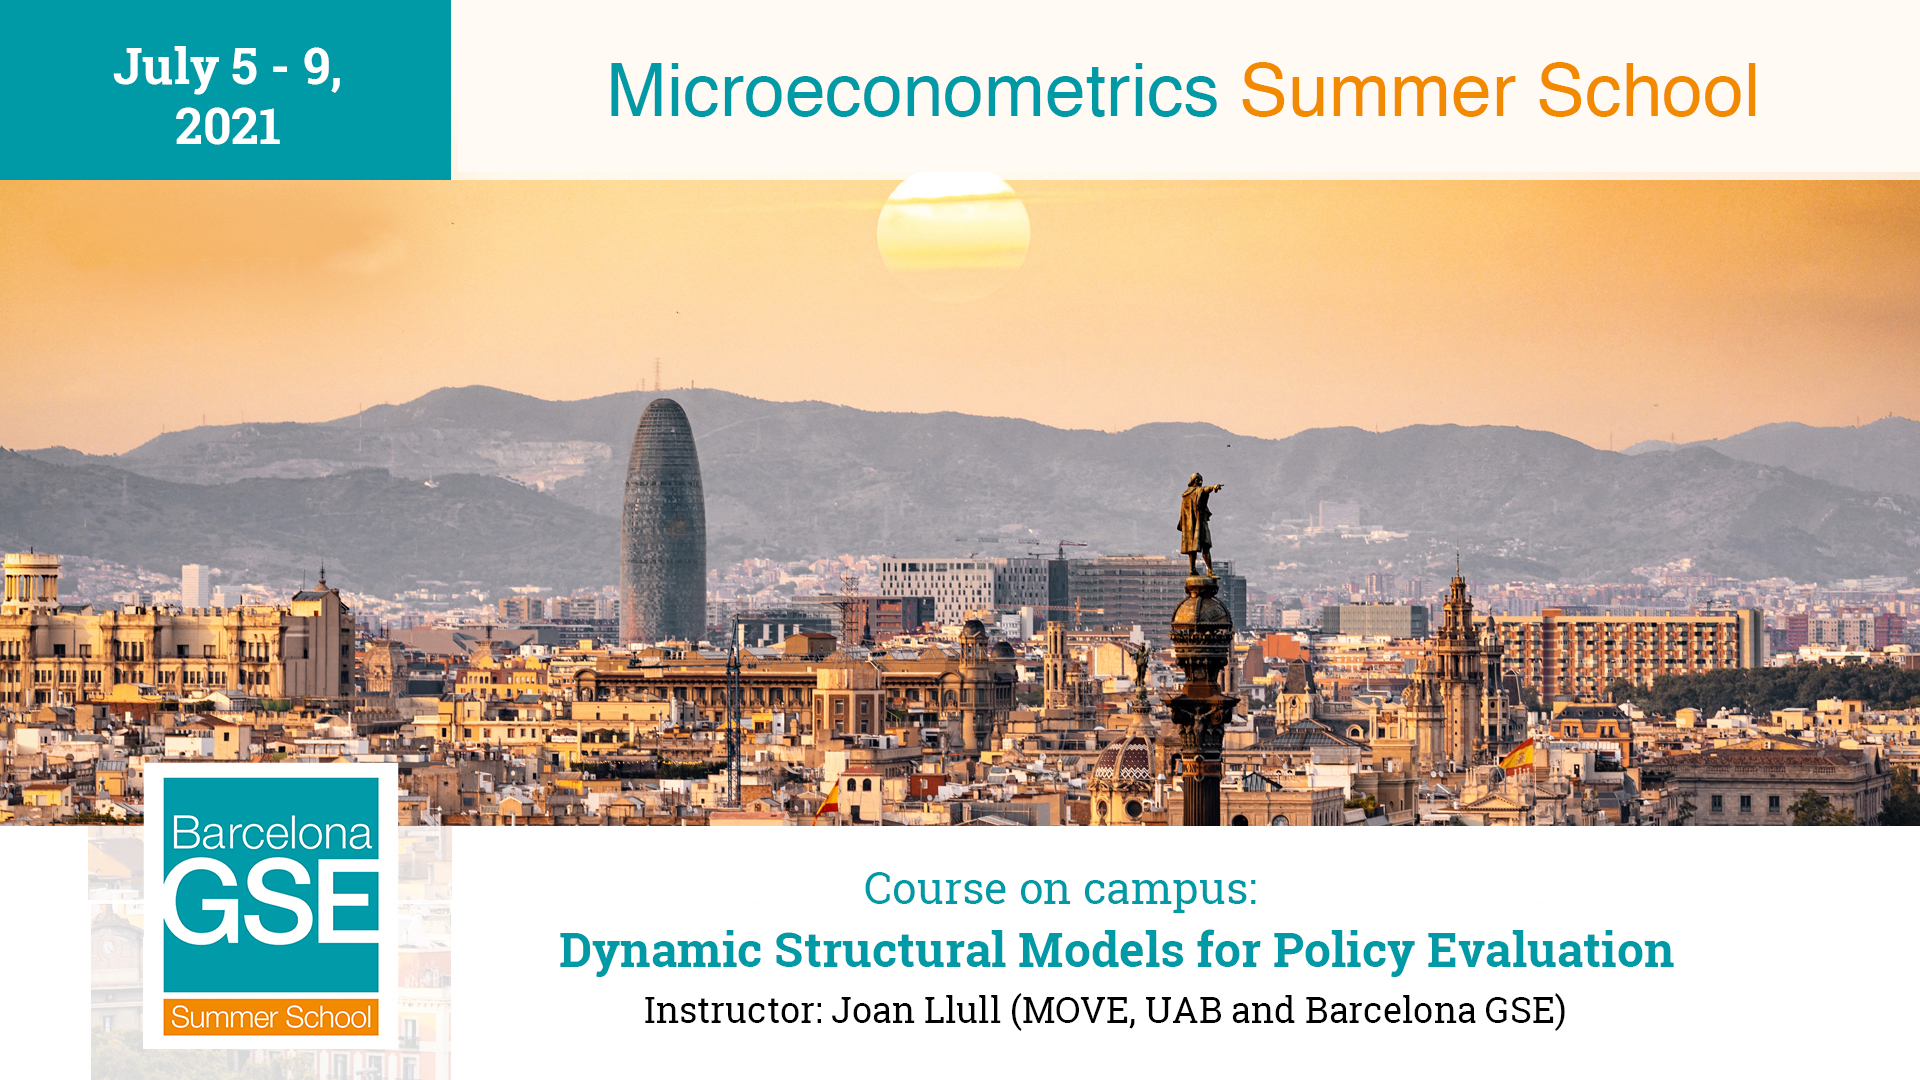 July 5 - 9,
2021
Microeconometrics Summer School
Barcelona
GSE
Summer School
Course on campus:
Dynamic Structural Models for Policy Evaluation
Instructor: Joan Llull (MOVE, UAB and Barcelona GSE)